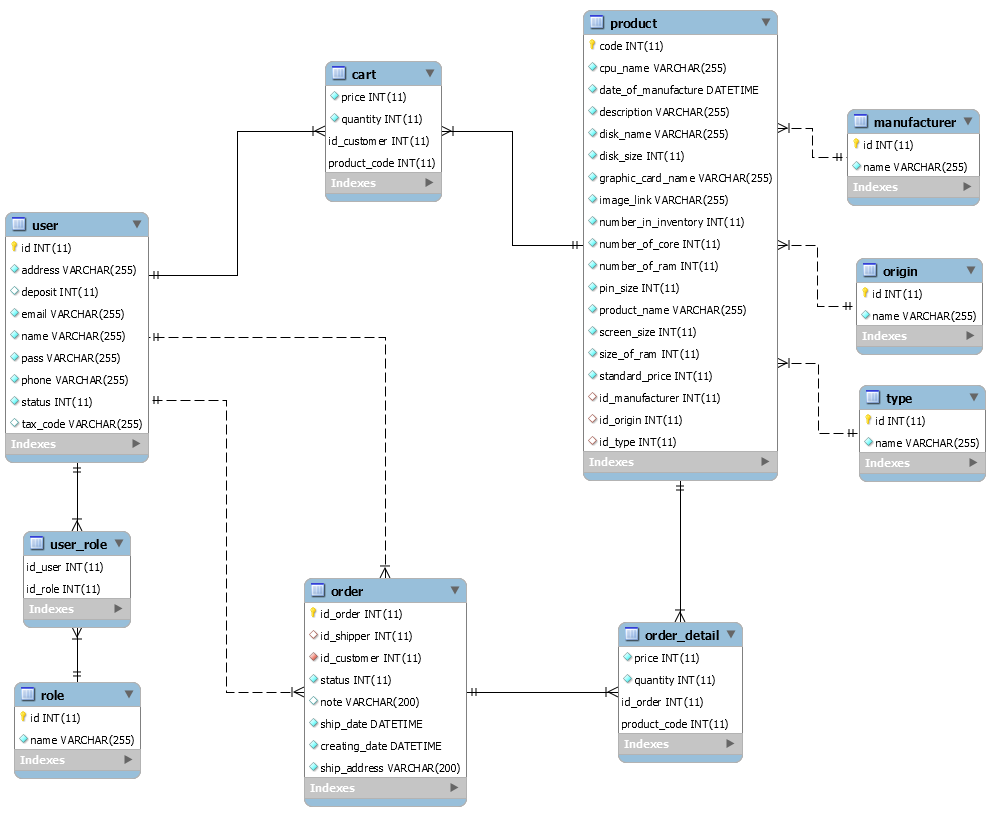 product
code INT(11)
cpu_name VARCHAR(255)
date_of_manufacture DATETIME
description VARCHAR(255)
disk_name VARCHAR(255)
disk_size INT(11)
graphic_card_name VARCHAR(255)
image_link VARCHAR(255)
number_in_inventory INT(11)
number_of_core INT(11)
number_of_ram INT(11)
pin_size INT(11)
product_name VARCHAR(255)
screen_size INT(11)
size_of_ram INT(11)
standard_price INT(11)
id_manufacturer INT(11)
id_origin INT(11)
id_type INT(11)
Indexes
cart
price INT(11)
quantity INT(11)
id_customer INT(11)
product_code INT(11)
Indexes
manufacturer
id INT(11)
name VARCHAR(255)
Indexes
user
id INT(11)
address VARCHAR(255)
deposit INT(11)
email VARCHAR(255)
name VARCHAR(255)
pass VARCHAR(255)
phone VARCHAR(255)
status INT(11)
tax_code VARCHAR(255)
Indexes
origin
id INT(11)
name VARCHAR(255)
Indexes
type
id INT(11)
name VARCHAR(255)
Indexes
user_role
id_user INT(11)
id_role INT(11)
Indexes
order
id_order INT(11)
id_shipper INT(11)
id_customer INT(11)
status INT(11)
note VARCHAR(200)
ship_date DATETIME
creating_date DATETIME
ship_address VARCHAR(200)
Indexes
order_detail
price INT(11)
quantity INT(11)
id_order INT(11)
product_code INT(11)
Indexes
role
id INT(11)
name VARCHAR(255)
Indexes